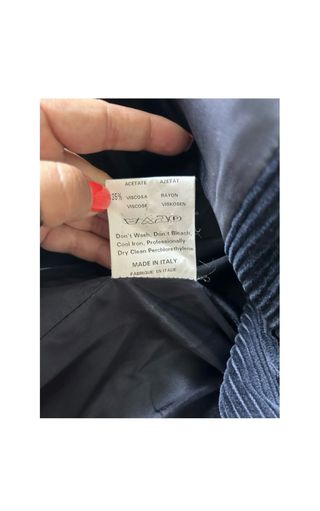 ACETATE AZETAT
35% VISCOSA RAYON
VISCOSE VISKOSEN
Don't Wash, Don't Bleach,
Cool Iron, Professionally
Dry Clean Perchlorethylene
MADE IN ITALY
FABRIQUE EN ITALIE